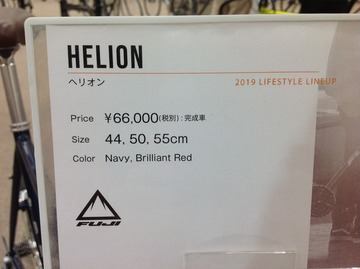 HELION
ヘリオン
2019 LIFESTYLE LINEUP
Price ¥66,000(税別):完成車
Size 44, 50, 55cm
Color Navy, Brilliant Red
FUJI